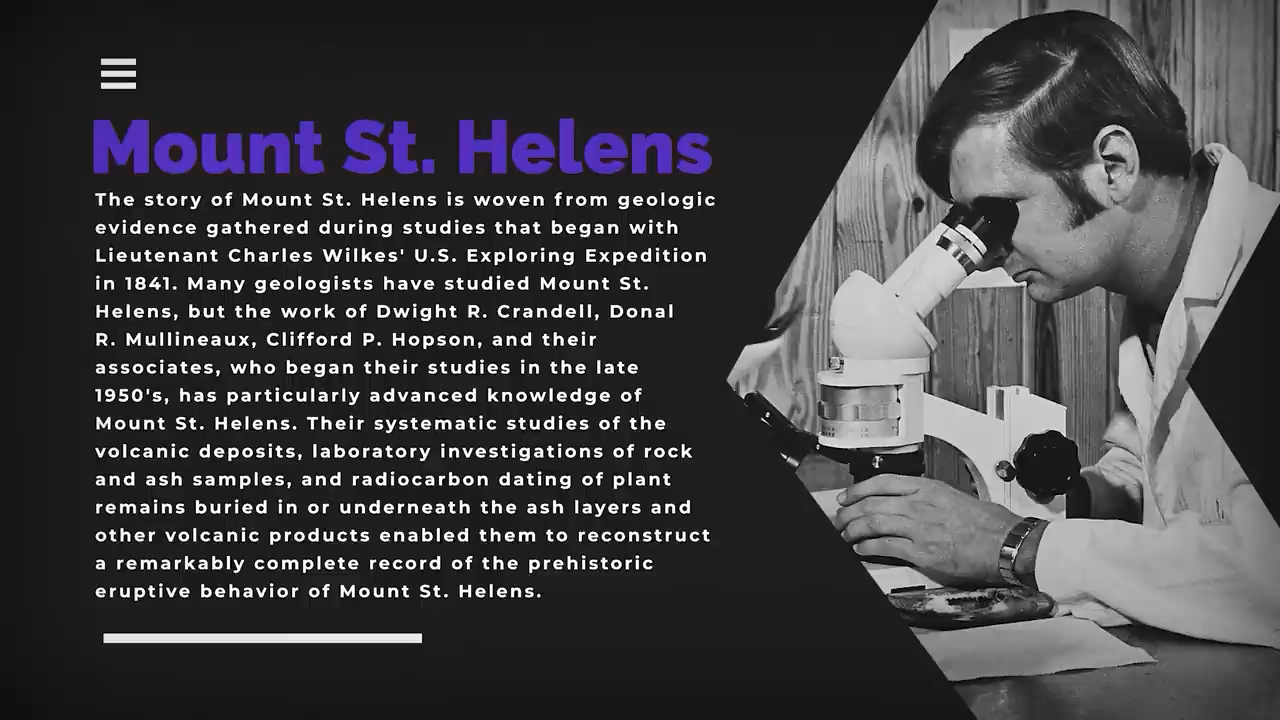 Mount St. Helens
The story of Mount St. Helens is woven from geologic
evidence gathered during studies that began with
Lieutenant Charles Wilkes' U.S. Exploring Expedition
in 1841. Many geologists have studied Mount St.
Helens, but the work of Dwight R. Crandell, Donal
R. Mullineaux, Clifford P. Hopson, and their
associates, who began their studies in the late
1950's, has particularly advanced knowledge of
Mount St. Helens. Their systematic studies of the
volcanic deposits, laboratory investigations of rock
and ash samples, and radiocarbon dating of plant
remains buried in or underneath the ash layers and
other volcanic products enabled them to reconstruct
a remarkably complete record of the prehistoric
eruptive behavior of Mount St. Helens.